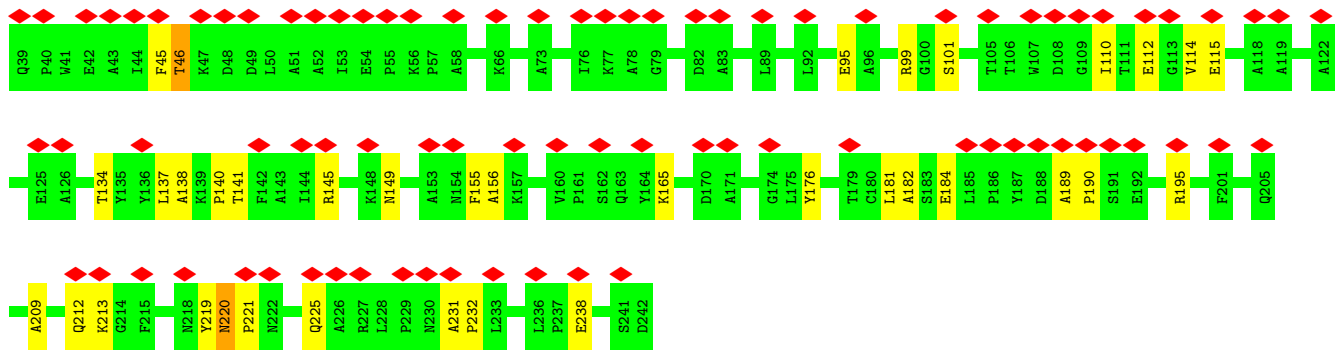 Q39 P40 W41 E42 A43 I44 F45 T46 K47 D48 D49 L50 A51 A52 I53 E54 P55 K56 P57 A58 K66 A73 I76 K77 A78 G79 D82 A83 L89 L92 E95 A96 R99 G100 S101 T105 T106 W107 D108 G109 I110 T111 E112 G113 V114 E115 A118 A119 A122
E125 A126 T134 Y135 Y136 L137 A138 K139 P140 T141 F142 A143 I144 R145 K148 N149 A153 N154 F155 A156 K157 V160 P161 S162 Q163 Y164 K165 D170 A171 G174 L175 Y176 T179 C180 L181 A182 S183 E184 L185 P186 Y187 D188 A189 P190 S191 E192 R195 F201 Q205
A209 Q212 K213 G214 F215 N218 Y219 N220 P221 N222 Q225 A226 R227 L228 P229 N230 A231 P232 L233 L236 P237 E238 S241 D242